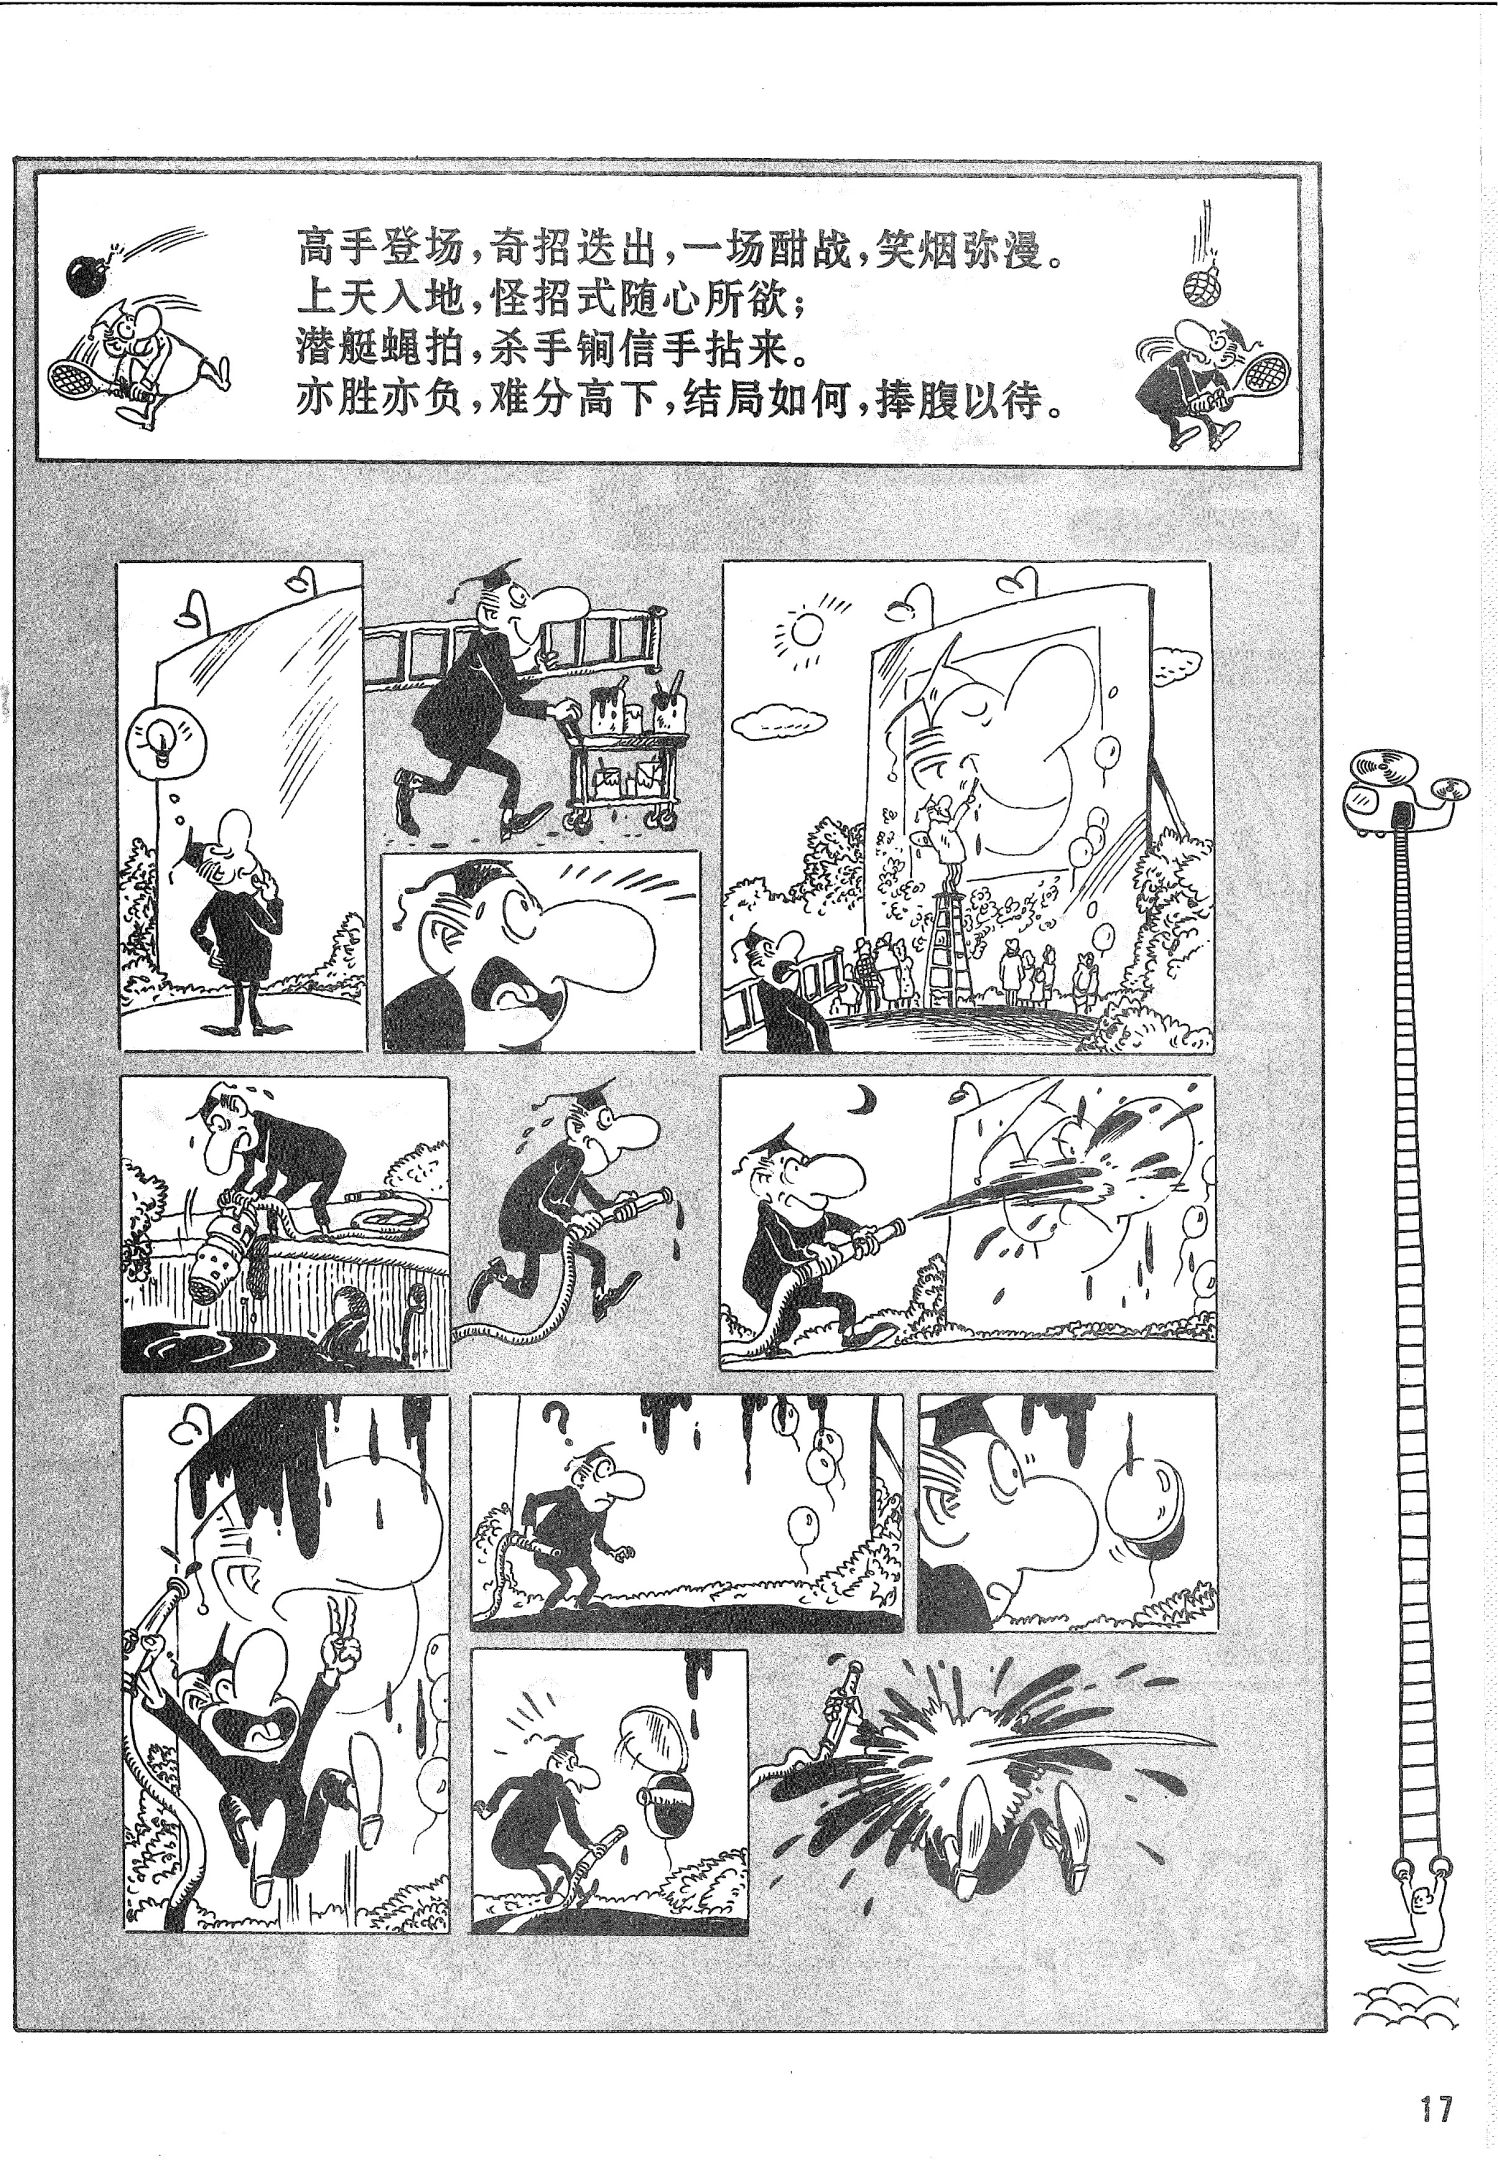 高手登场，奇招迭出，一场酣战，笑烟弥漫。
上天入地，怪招式随心所欲；
潜艇蝇拍，杀手锏信手拈来。
亦胜亦负，难分高下，结局如何，捧腹以待。
?
17